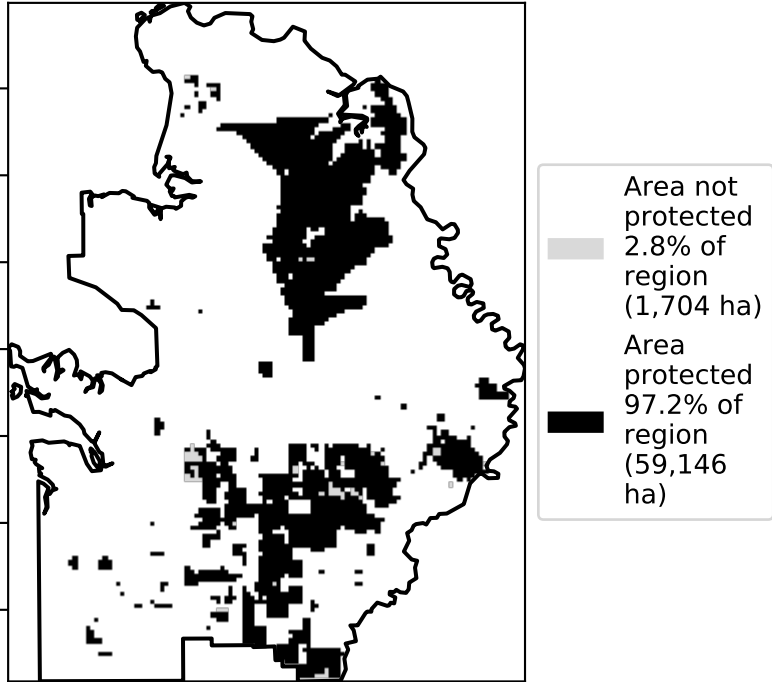 Area not
protected
2.8% of
region
(1,704 ha)
Area
protected
97.2% of
region
(59,146
ha)